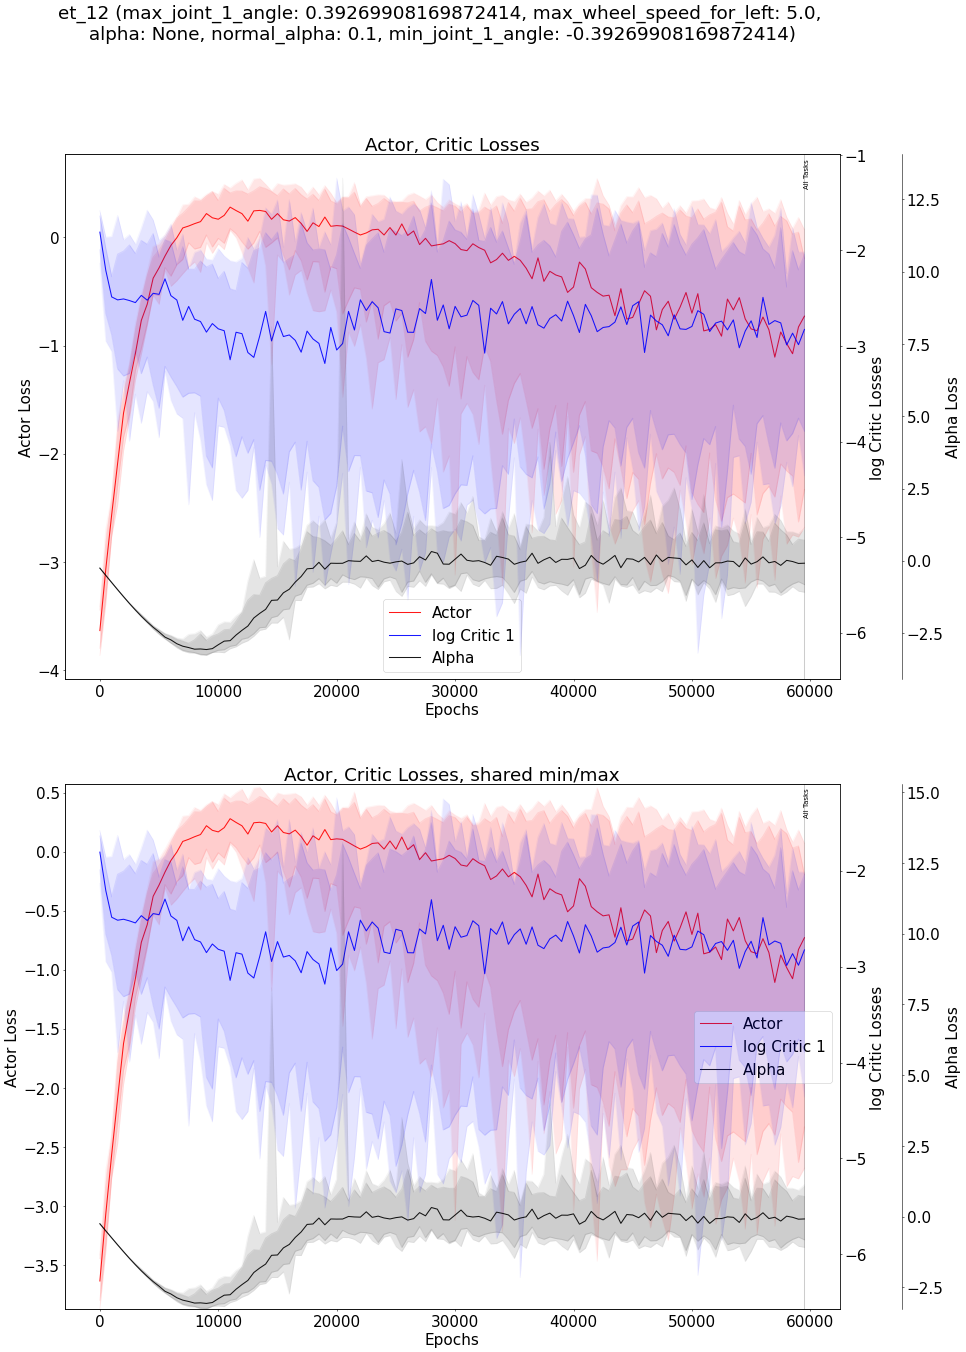 et_12 (max_joint_1_angle: 0.39269908169872414, max_wheel_speed_for_left: 5.0,
alpha: None, normal_alpha: 0.1, min_joint_1_angle: -0.39269908169872414)
Actor, Critic Losses
All Tasks
Actor Loss
0
−1
−2
−3
−4
−1
−2
−3
−4
−5
−6
log Critic Losses
12.5
10.0
7.5
5.0
2.5
0.0
−2.5
Alpha Loss
Actor
log Critic 1
Alpha
0 10000 20000 30000 40000 50000 60000
Epochs
Actor, Critic Losses, shared min/max
All Tasks
Actor Loss
0.5
0.0
−0.5
−1.0
−1.5
−2.0
−2.5
−3.0
−3.5
−2
−3
−4
−5
−6
log Critic Losses
15.0
12.5
10.0
7.5
5.0
2.5
0.0
−2.5
Alpha Loss
Actor
log Critic 1
Alpha
0 10000 20000 30000 40000 50000 60000
Epochs